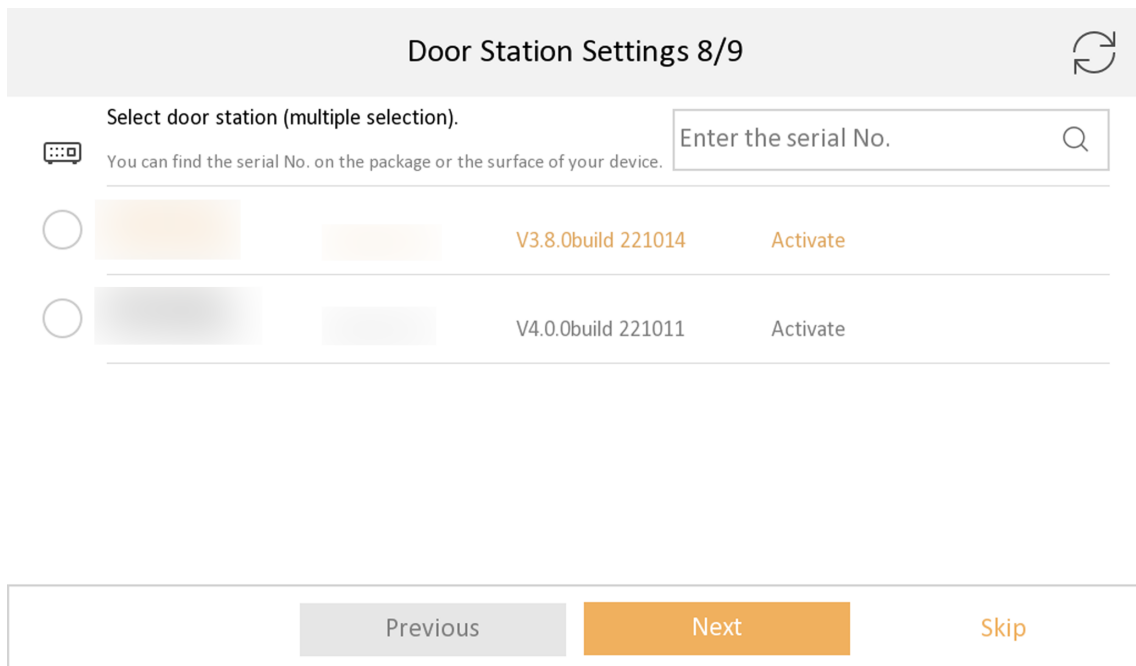 Door Station Settings 8/9
Select door station (multiple selection).
Enter the serial No.
You can find the serial No. on the package or the surface of your device.
V3.8.0build 221014 Activate
V4.0.0build 221011 Activate
Previous Next Skip